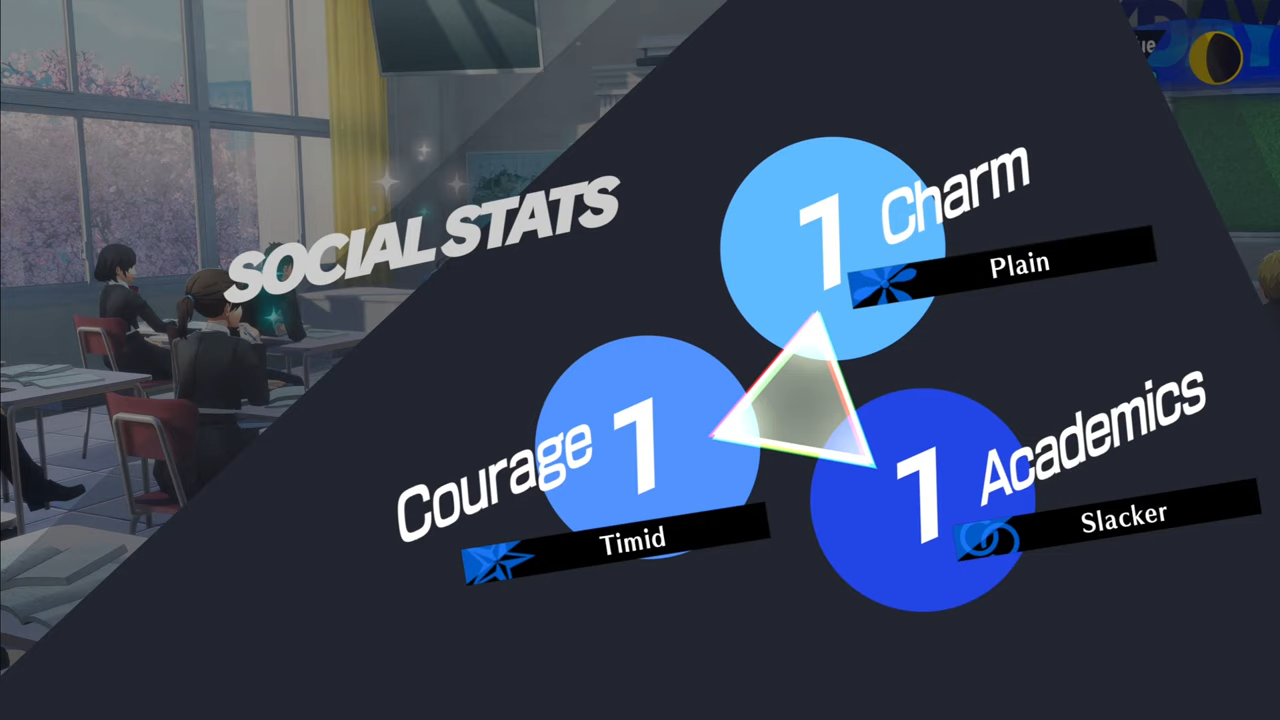 SOCIAL STATS
1
Charm
Plain
Courage
1
Timid
1
Academics
Slacker